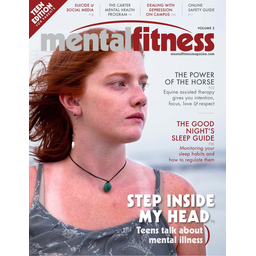 TEEN
EDITION
SUICIDE &
SOCIAL MEDIA
THE CARTER
MENTAL HEALTH
PROGRAM
DEALING WITH
DEPRESSION
ON CAMPUS
ONLINE
SAFETY GUIDE
VOLUME 3
mentalfitness
mentalfitnessmagazine.com
THE POWER
OF THE HORSE
Equine assisted therapy
gives you intention,
focus, love & respect
THE GOOD
NIGHT'S
SLEEP GUIDE
Monitoring your
sleep habits and
how to regulate them
STEP INSIDE
MY HEAD
Teens talk about
mental illness